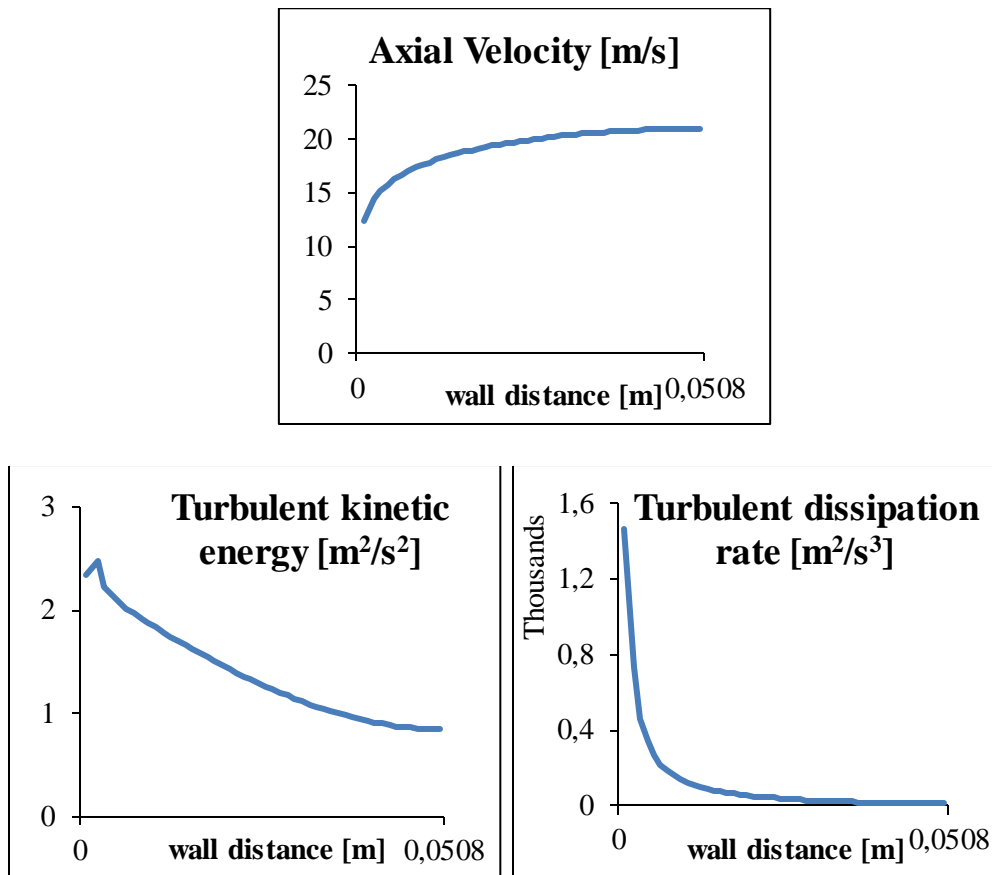 Axial Velocity [m/s]
25
20
15
10
5
0
0
wall distance [m]
0,0508
Turbulent kinetic
energy [m²/s²]
3
2
1
0
0
wall distance [m]
0,0508
Turbulent dissipation
rate [m²/s³]
Thousands
1,6
1,2
0,8
0,4
0
0
wall distance [m]
0,0508